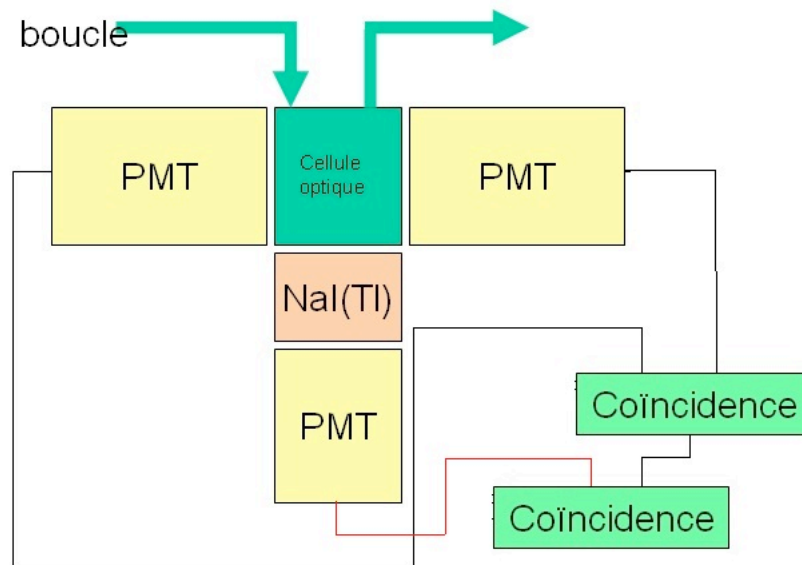 boucle
PMT
Cellule
optique
PMT
NaI(Tl)
PMT
Coïncidence
Coïncidence